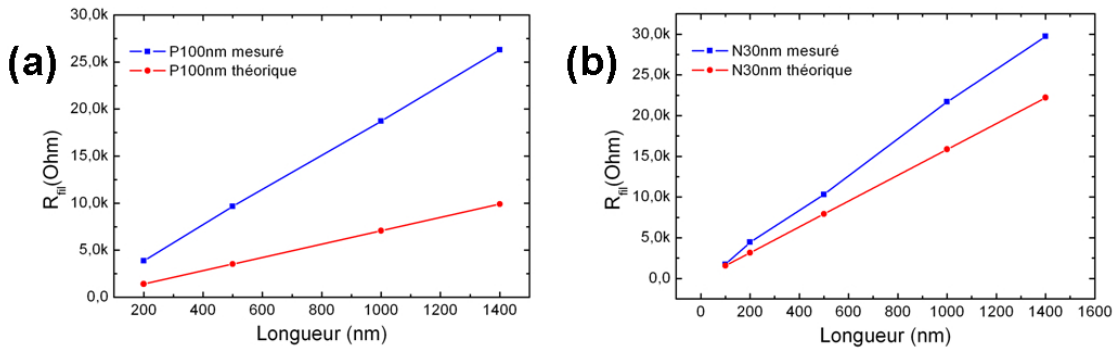 (a)
P100nm mesuré
P100nm théorique
30,0k
25,0k
20,0k
15,0k
10,0k
5,0k
0,0
R_fil(Ohm)
200 400 600 800 1000 1200 1400
Longueur (nm)
(b)
N30nm mesuré
N30nm théorique
30,0k
25,0k
20,0k
15,0k
10,0k
5,0k
0,0
R_fil(Ohm)
0 200 400 600 800 1000 1200 1400 1600
Longueur (nm)